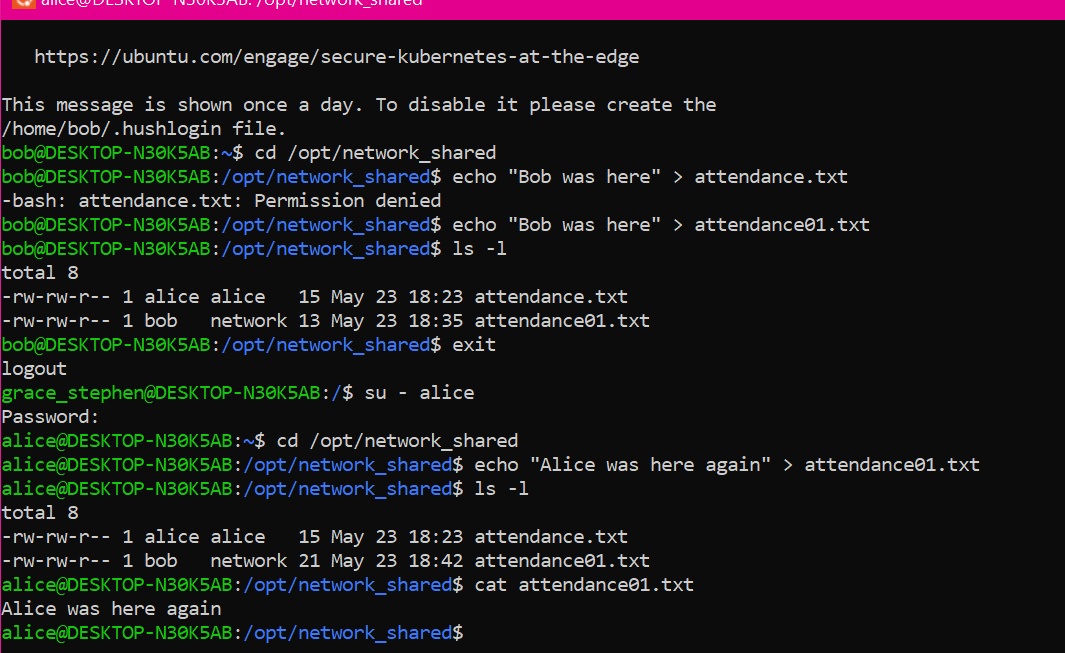 alice@DESKTOP-N30K5AB: /opt/network_shared
https://ubuntu.com/engage/secure-kubernetes-at-the-edge
This message is shown once a day. To disable it please create the
/home/bob/.hushlogin file.
bob@DESKTOP-N30K5AB:~$ cd /opt/network_shared
bob@DESKTOP-N30K5AB:/opt/network_shared$ echo "Bob was here" > attendance.txt
-bash: attendance.txt: Permission denied
bob@DESKTOP-N30K5AB:/opt/network_shared$ echo "Bob was here" > attendance01.txt
bob@DESKTOP-N30K5AB:/opt/network_shared$ ls -l
total 8
-rw-rw-r-- 1 alice alice   15 May 23 18:23 attendance.txt
-rw-rw-r-- 1 bob   network 13 May 23 18:35 attendance01.txt
bob@DESKTOP-N30K5AB:/opt/network_shared$ exit
logout
grace_stephen@DESKTOP-N30K5AB:/$ su - alice
Password:
alice@DESKTOP-N30K5AB:~$ cd /opt/network_shared
alice@DESKTOP-N30K5AB:/opt/network_shared$ echo "Alice was here again" > attendance01.txt
alice@DESKTOP-N30K5AB:/opt/network_shared$ ls -l
total 8
-rw-rw-r-- 1 alice alice   15 May 23 18:23 attendance.txt
-rw-rw-r-- 1 bob   network 21 May 23 18:42 attendance01.txt
alice@DESKTOP-N30K5AB:/opt/network_shared$ cat attendance01.txt
Alice was here again
alice@DESKTOP-N30K5AB:/opt/network_shared$